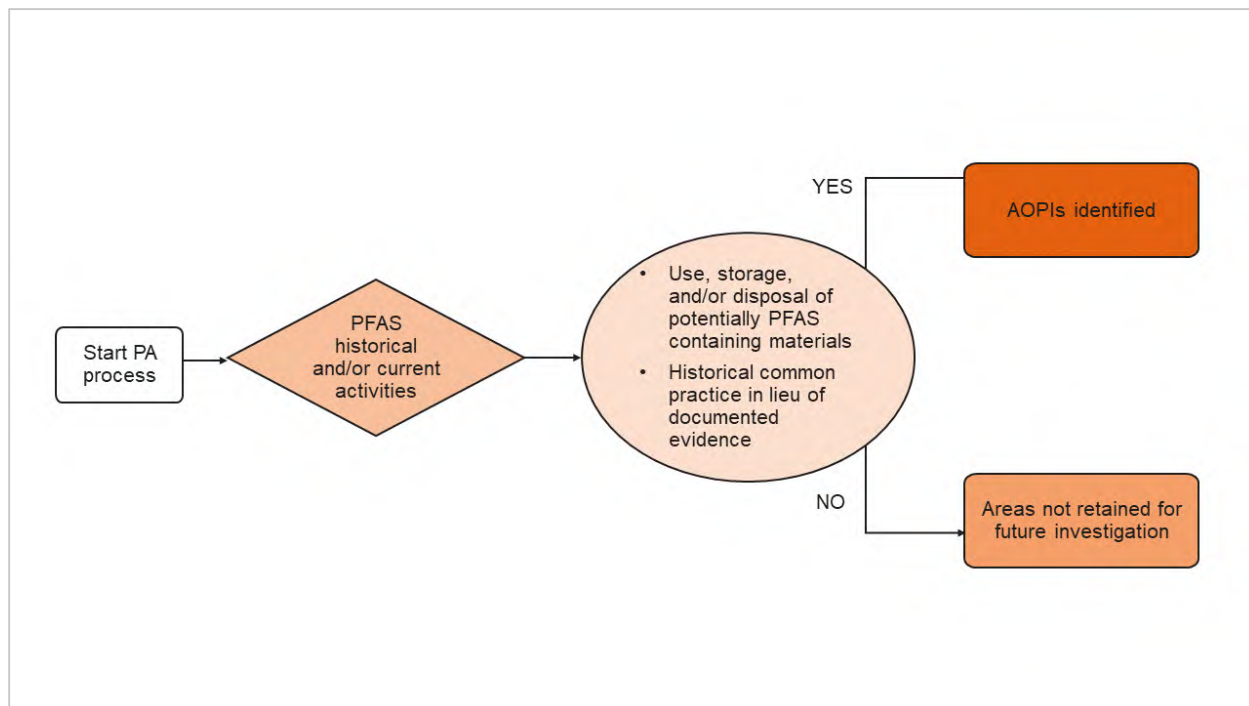 Start PA
process
PFAS
historical
and/or current
activities
• Use, storage,
and/or disposal of
potentially PFAS
containing materials
• Historical common
practice in lieu of
documented
evidence
YES
AOPIs identified
NO
Areas not retained for
future investigation